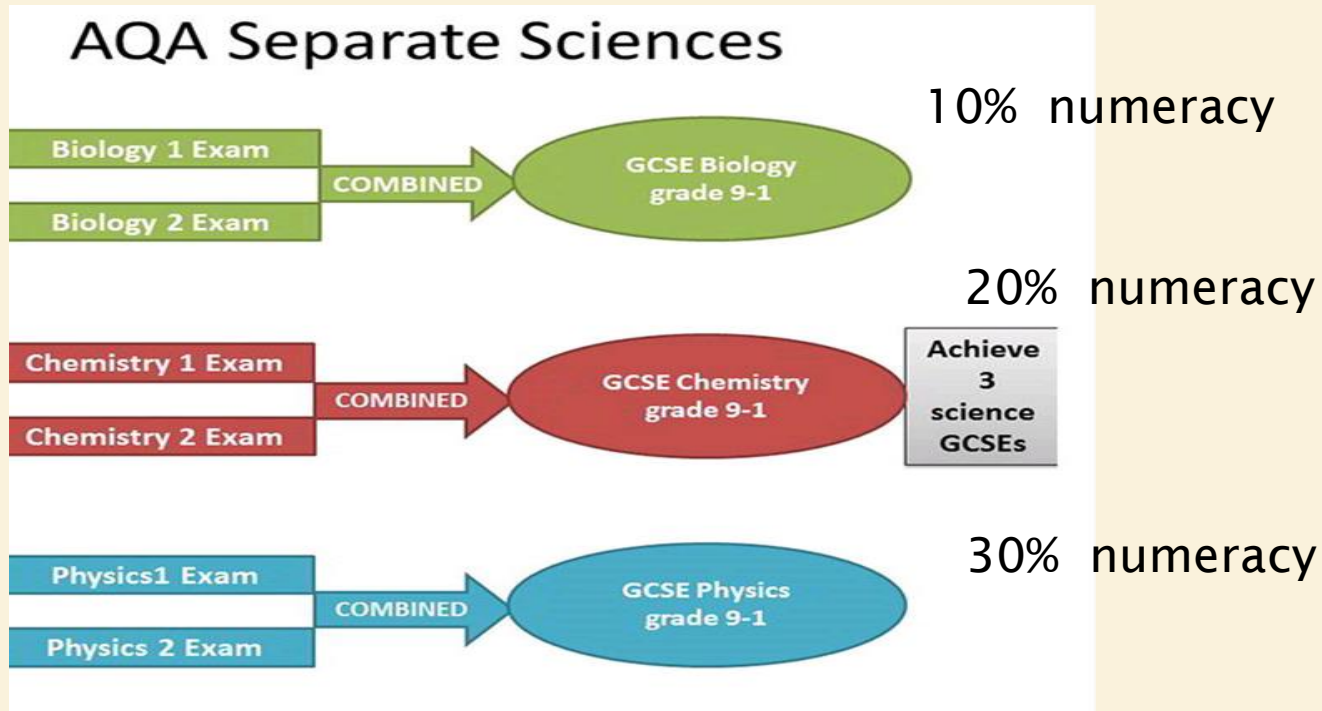 AQA Separate Sciences
10% numeracy
Biology 1 Exam
COMBINED
Biology 2 Exam
GCSE Biology
grade 9-1
20% numeracy
Chemistry 1 Exam
COMBINED
Chemistry 2 Exam
GCSE Chemistry
grade 9-1
Achieve
3
science
GCSEs
30% numeracy
Physics1 Exam
COMBINED
Physics 2 Exam
GCSE Physics
grade 9-1